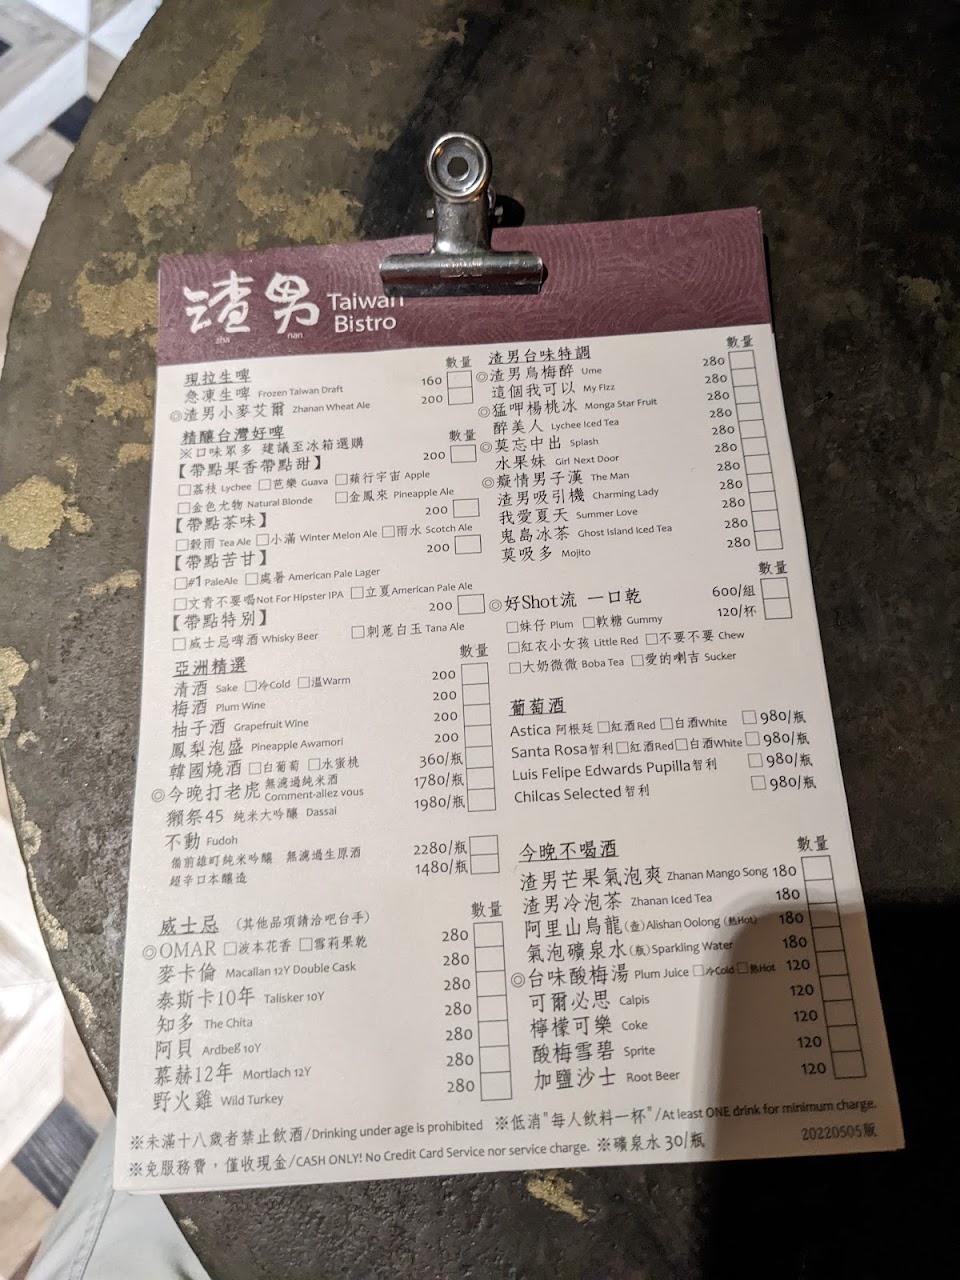 渣男 Taiwan Bistro
zha nan
現拉生啤 數量
急凍生啤 Frozen Taiwan Draft 160
◎渣男小麥艾爾 Zhanan Wheat Ale 200
精釀台灣好啤 數量
※口味眾多 建議至冰箱選購
【帶點果香帶點甜】 200
□荔枝 Lychee □芭樂 Guava □蘋行宇宙 Apple
□金色尤物 Natural Blonde □金鳳來 Pineapple Ale
【帶點茶味】 200
□穀雨 Tea Ale □小滿 Winter Melon Ale □雨水 Scotch Ale
【帶點苦甘】 200
□#1 PaleAle □處暑 American Pale Lager
□文青不要喝 Not For Hipster IPA □立夏 American Pale Ale
【帶點特別】 200
□威士忌啤酒 Whisky Beer □刺蔥白玉 Tana Ale
亞洲精選 數量
清酒 Sake □冷Cold □溫Warm 200
梅酒 Plum Wine 200
柚子酒 Grapefruit Wine 200
鳳梨泡盛 Pineapple Awamori 200
韓國燒酒 □白葡萄 □水蜜桃 360/瓶
◎今晚打老虎 無濾過純米酒 Comment-allez vous 1780/瓶
獺祭45 純米大吟釀 Dassai 1980/瓶
不動 Fudoh
備前雄町純米吟釀 無濾過生原酒 2280/瓶
超辛口本釀造 1480/瓶
威士忌 (其他品項請洽吧台手) 數量
◎OMAR □波本花香 □雪莉果乾 280
麥卡倫 Macallan 12Y Double Cask 280
泰斯卡10年 Talisker 10Y 280
知多 The Chita 280
阿貝 Ardbeg 10Y 280
慕赫12年 Mortlach 12Y 280
野火雞 Wild Turkey 280
渣男台味特調 數量
◎渣男烏梅醉 Ume 280
這個我可以 My Fizz 280
◎猛呷楊桃冰 Monga Star Fruit 280
醉美人 Lychee Iced Tea 280
◎莫忘中出 Splash 280
水果妹 Girl Next Door 280
◎癡情男子漢 The Man 280
渣男吸引機 Charming Lady 280
我愛夏天 Summer Love 280
鬼島冰茶 Ghost Island Iced Tea 280
莫吸多 Mojito 280
數量
◎好Shot流 一口乾 600/組
120/杯
□妹仔 Plum □軟糖 Gummy
□紅衣小女孩 Little Red □不要不要 Chew
□大奶微微 Boba Tea □愛的喇吉 Sucker
葡萄酒
Astica 阿根廷 □紅酒Red □白酒White □980/瓶
Santa Rosa智利 □紅酒Red □白酒White □980/瓶
Luis Felipe Edwards Pupilla智利 □980/瓶
Chilcas Selected 智利 □980/瓶
今晚不喝酒 數量
渣男芒果氣泡爽 Zhanan Mango Song 180
渣男冷泡茶 Zhanan Iced Tea 180
阿里山烏龍(壺) Alishan Oolong (熱Hot) 180
氣泡礦泉水(瓶) Sparkling Water 180
◎台味酸梅湯 Plum Juice □冷Cold □熱Hot 120
可爾必思 Calpis 120
檸檬可樂 Coke 120
酸梅雪碧 Sprite 120
加鹽沙士 Root Beer 120
※未滿十八歲者禁止飲酒/Drinking under age is prohibited ※低消"每人飲料一杯"/At least ONE drink for minimum charge.
※免服務費，僅收現金/CASH ONLY! No Credit Card Service nor service charge. ※礦泉水 30/瓶 20220505版